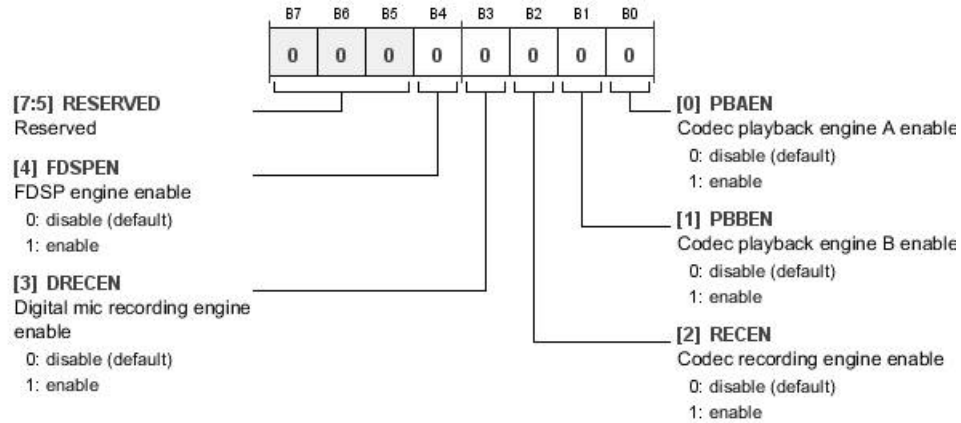 B7 B6 B5 B4 B3 B2 B1 B0
0 0 0 0 0 0 0 0
[7:5] RESERVED
Reserved
[4] FDSPEN
FDSP engine enable
0: disable (default)
1: enable
[3] DRECEN
Digital mic recording engine
enable
0: disable (default)
1: enable
[0] PBAEN
Codec playback engine A enable
0: disable (default)
1: enable
[1] PBBEN
Codec playback engine B enable
0: disable (default)
1: enable
[2] RECEN
Codec recording engine enable
0: disable (default)
1: enable